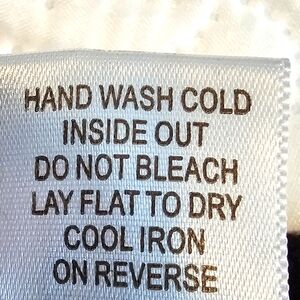 HAND WASH COLD
INSIDE OUT
DO NOT BLEACH
LAY FLAT TO DRY
COOL IRON
ON REVERSE